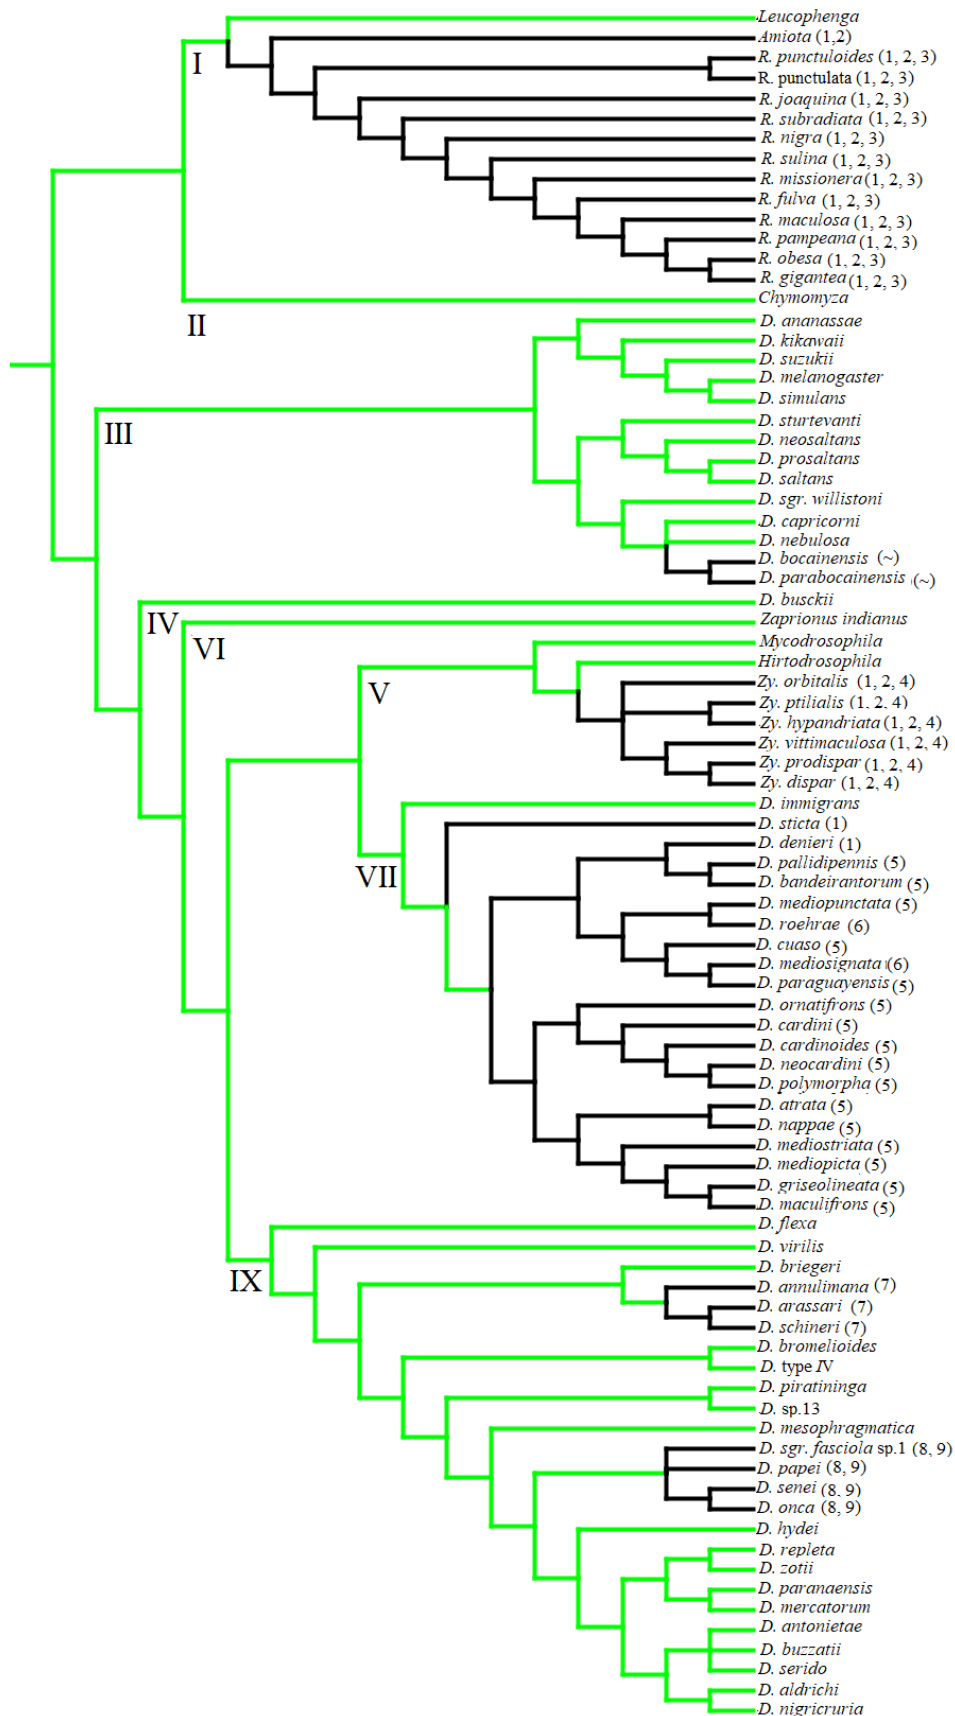 Leucophenga
Amiota (1,2)
I
R. punctuloides (1, 2, 3)
R. punctulata (1, 2, 3)
R. joaquina (1, 2, 3)
R. subradiata (1, 2, 3)
R. nigra (1, 2, 3)
R. sulina (1, 2, 3)
R. missionera (1, 2, 3)
R. fulva (1, 2, 3)
R. maculosa (1, 2, 3)
R. pampeana (1, 2, 3)
R. obesa (1, 2, 3)
R. gigantea (1, 2, 3)
Chymomyza
II
D. ananassae
D. kikawaii
D. suzukii
D. melanogaster
D. simulans
D. sturtevanti
III
D. neosaltans
D. prosaltans
D. saltans
D. sgr. willistoni
D. capricorni
D. nebulosa
D. bocainensis (~)
D. parabocainensis (~)
D. busckii
IV
Zaprionus indianus
VI
Mycodrosophila
Hirtodrosophila
Zy. orbitalis (1, 2, 4)
V
Zy. ptilialis (1, 2, 4)
Zy. hypandriata (1, 2, 4)
Zy. vittimaculosa (1, 2, 4)
Zy. prodispar (1, 2, 4)
Zy. dispar (1, 2, 4)
D. immigrans
D. sticta (1)
D. denieri (1)
D. pallidipennis (5)
VII
D. bandeirantorum (5)
D. mediopunctata (5)
D. roehrae (6)
D. cuaso (5)
D. mediosignata (6)
D. paraguayensis (5)
D. ornatifrons (5)
D. cardini (5)
D. cardinoides (5)
D. neocardini (5)
D. polymorpha (5)
D. atrata (5)
D. nappae (5)
D. mediostriata (5)
D. mediopicta (5)
D. griseolineata (5)
D. maculifrons (5)
D. flexa
D. virilis
D. briegeri
IX
D. annulimana (7)
D. arassari (7)
D. schineri (7)
D. bromelioides
D. type IV
D. piratininga
D. sp.13
D. mesophragmatica
D. sgr. fasciola sp.1 (8, 9)
D. papei (8, 9)
D. senei (8, 9)
D. onca (8, 9)
D. hydei
D. repleta
D. zotii
D. paranaensis
D. mercatorum
D. antonietae
D. buzzatii
D. serido
D. aldrichi
D. nigricruria